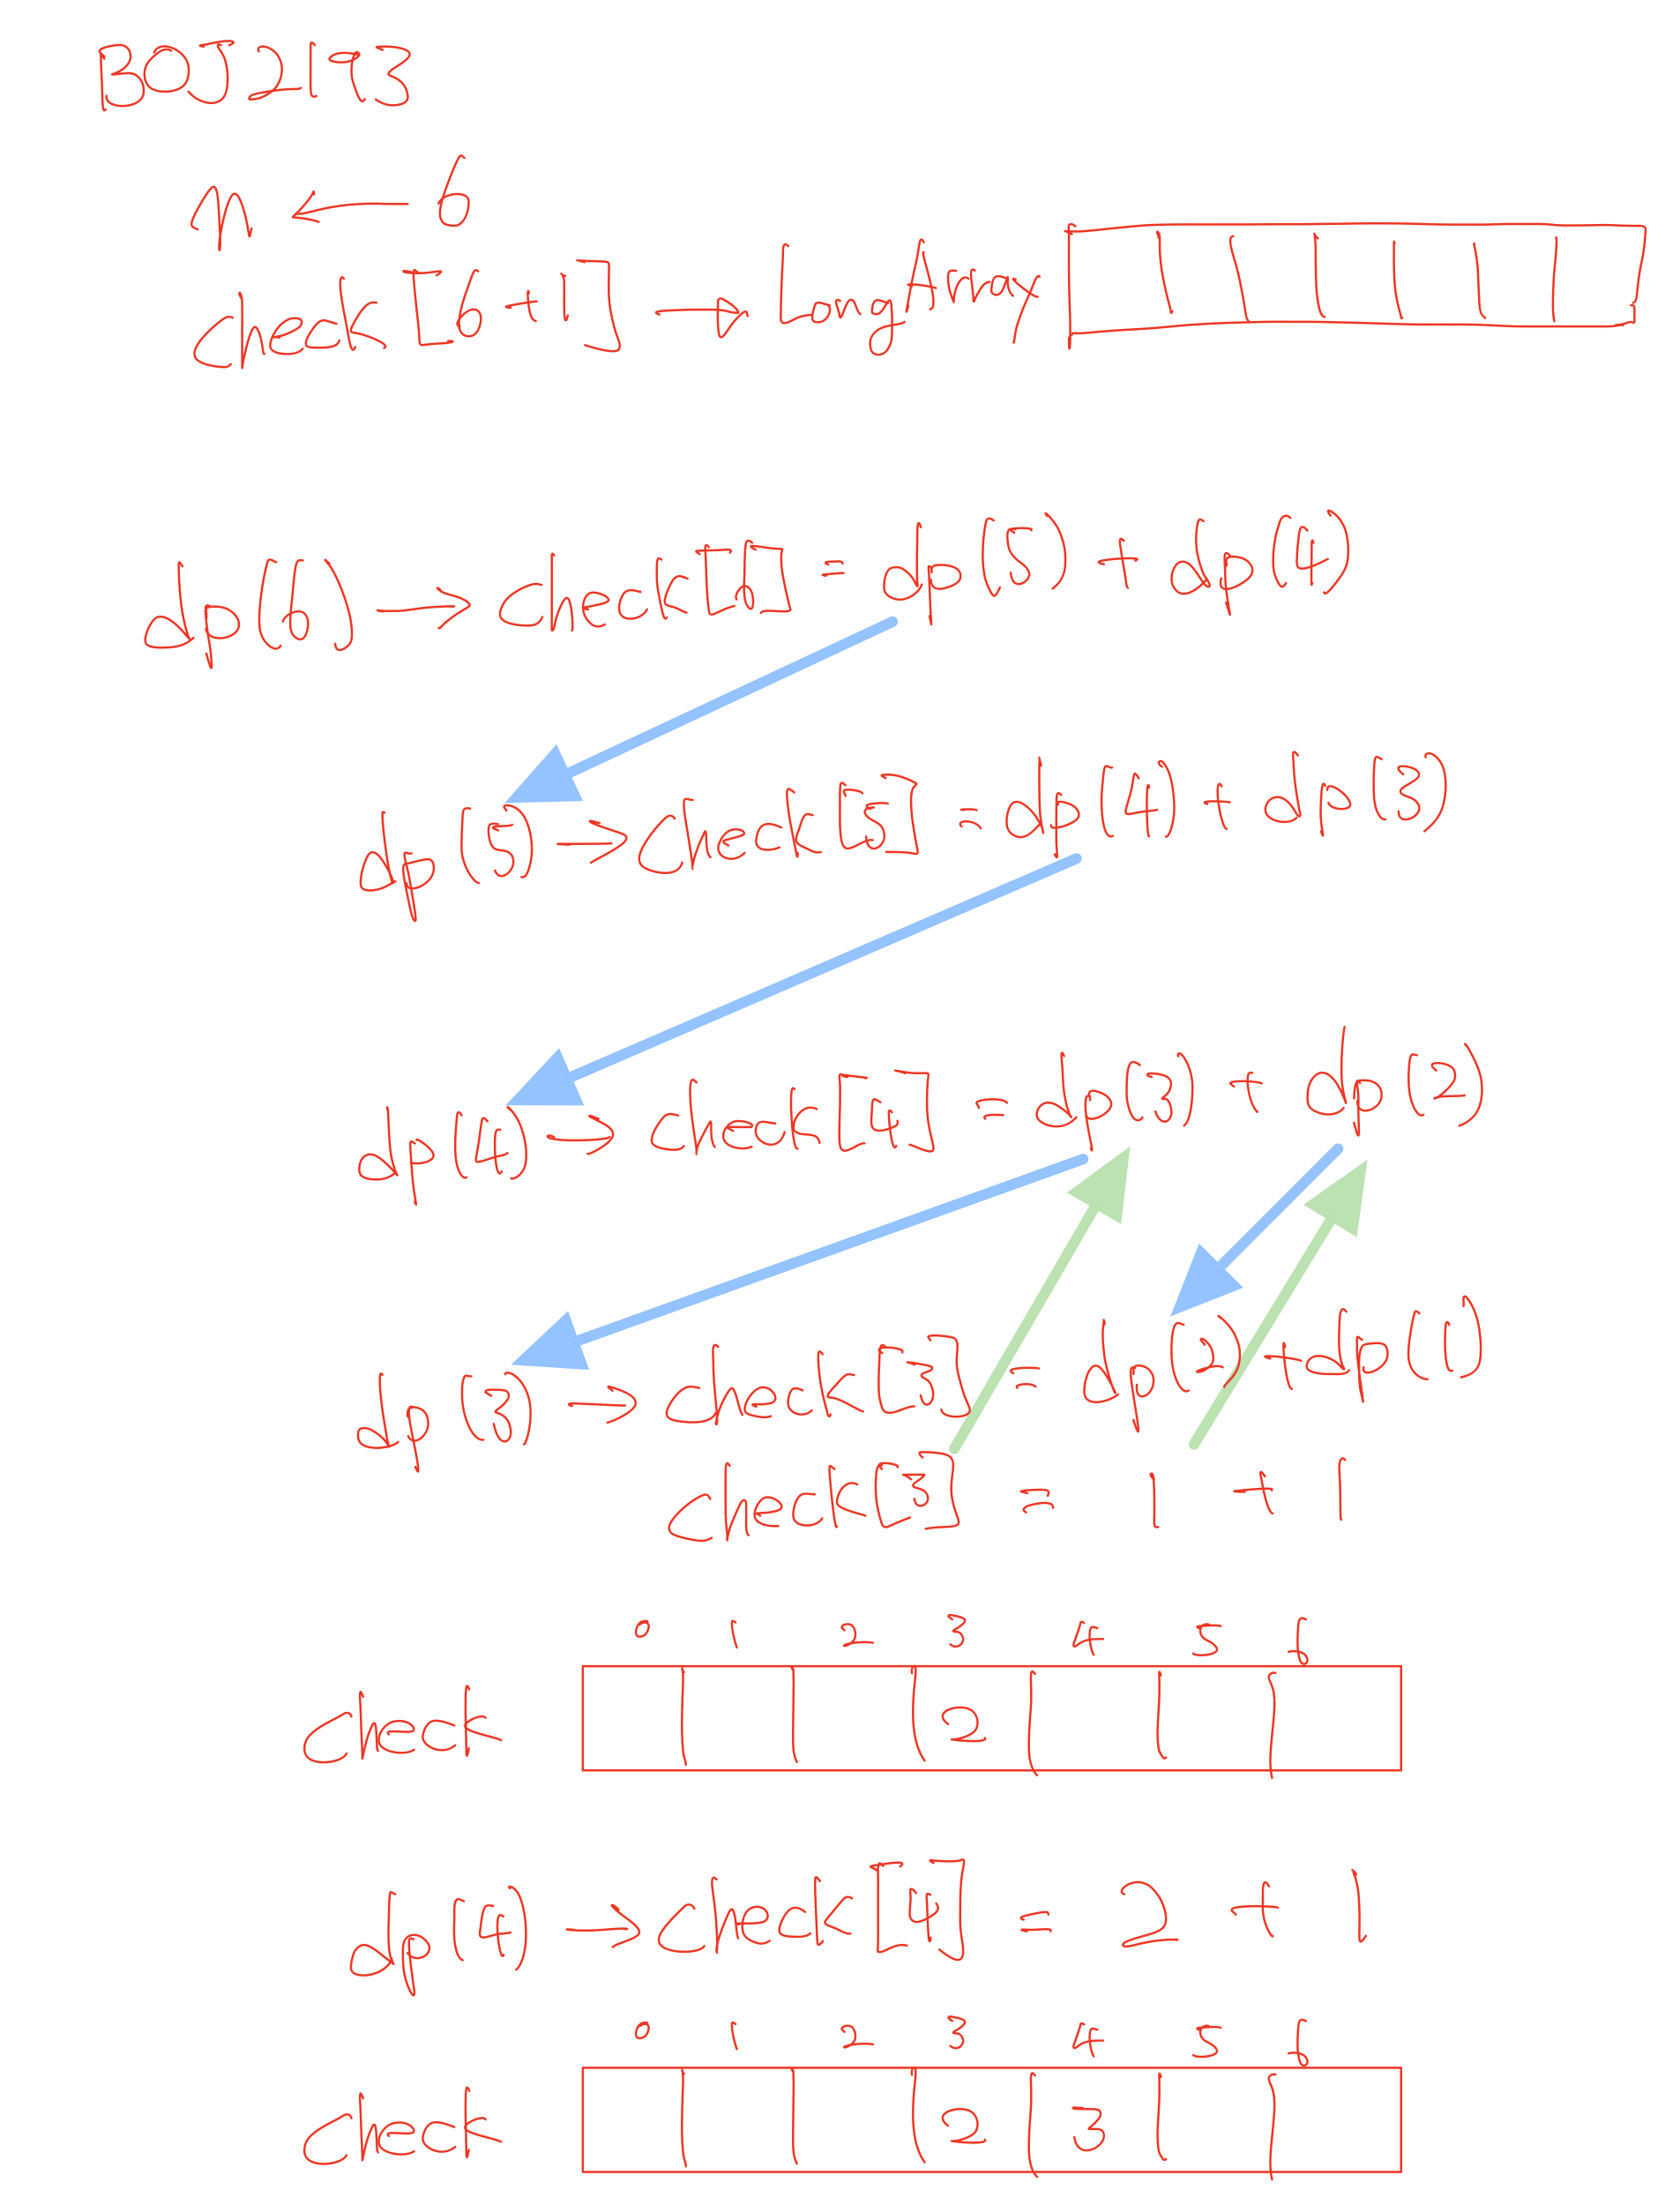 BOJ2193
n ← 6
check[6+1] → LongArray
dp(6) → check[6] = dp(5) + dp(4)
dp(5) → check[5] = dp(4) + dp(3)
dp(4) → check[4] = dp(3) + dp(2)
dp(3) → check[3] = dp(2) + dp(1)
check[3] = 1 + 1
0 1 2 3 4 5 6
check 2
dp(4) → check[4] = 2 + 1
0 1 2 3 4 5 6
check 2 3